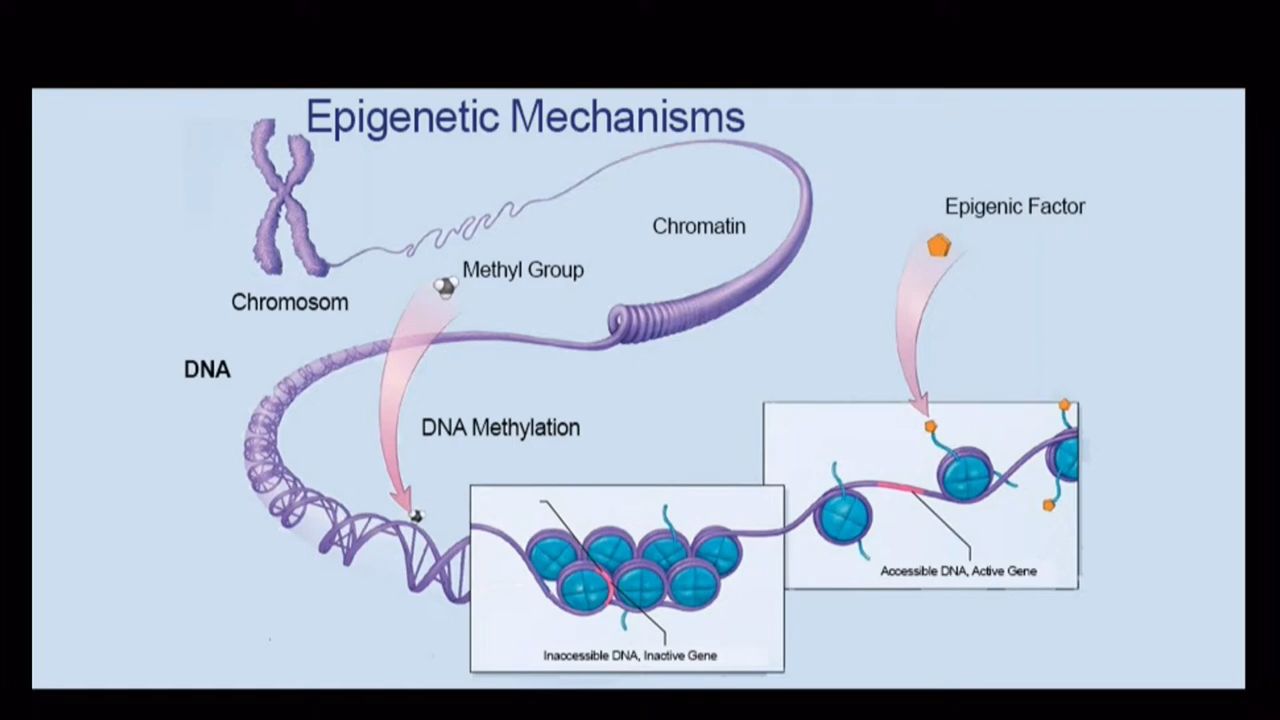 Epigenetic Mechanisms
Epigenic Factor
Chromatin
Methyl Group
Chromosom
DNA
DNA Methylation
Accessible DNA, Active Gene
Inaccessible DNA, Inactive Gene